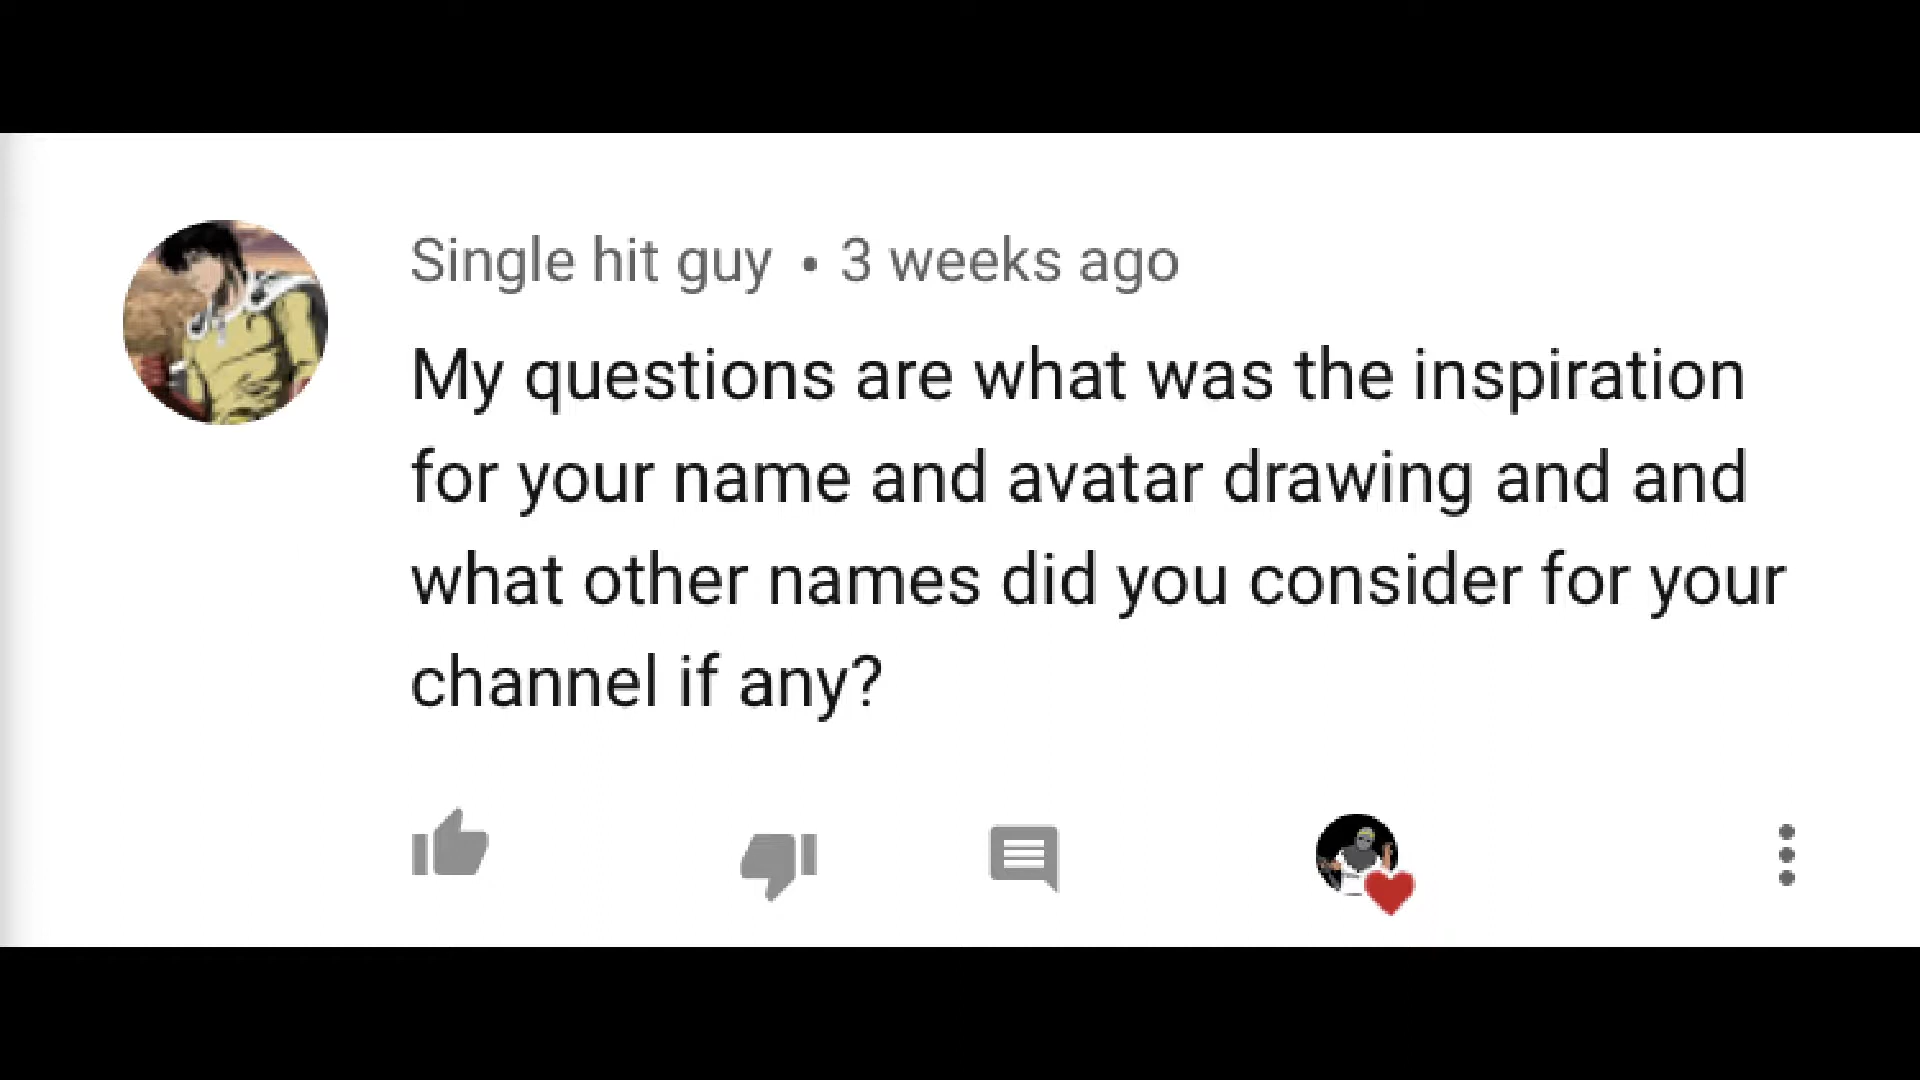 Single hit guy • 3 weeks ago
My questions are what was the inspiration
for your name and avatar drawing and and
what other names did you consider for your
channel if any?